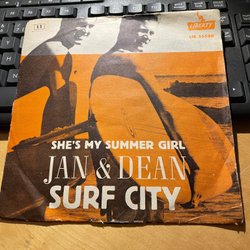 LIBERTY
SHE'S MY SUMMER GIRL
JAN & DEAN
SURF CITY